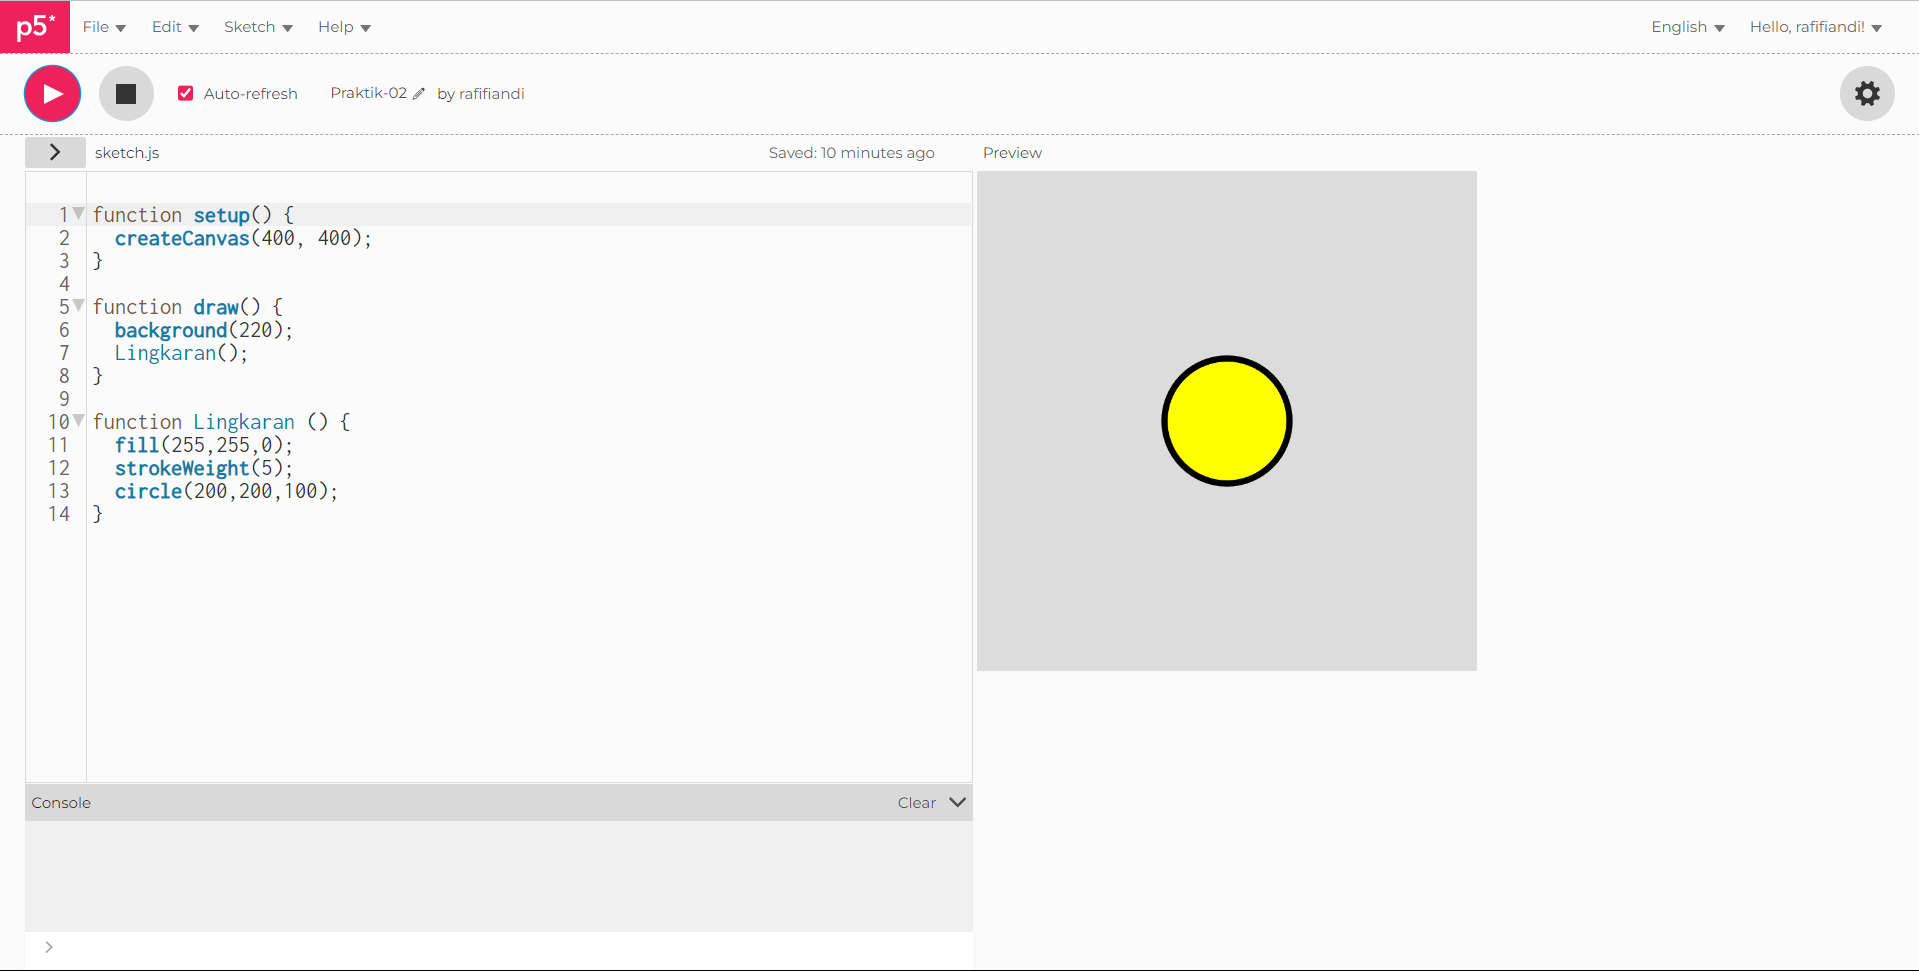 p5* File Edit Sketch Help English Hello, rafifiandi!
Auto-refresh Praktik-02 by rafifiandi
sketch.js Saved: 10 minutes ago Preview
1 function setup() {
2 createCanvas(400, 400);
3 }
4
5 function draw() {
6 background(220);
7 Lingkaran();
8 }
9
10 function Lingkaran () {
11 fill(255,255,0);
12 strokeWeight(5);
13 circle(200,200,100);
14 }
Console Clear
>